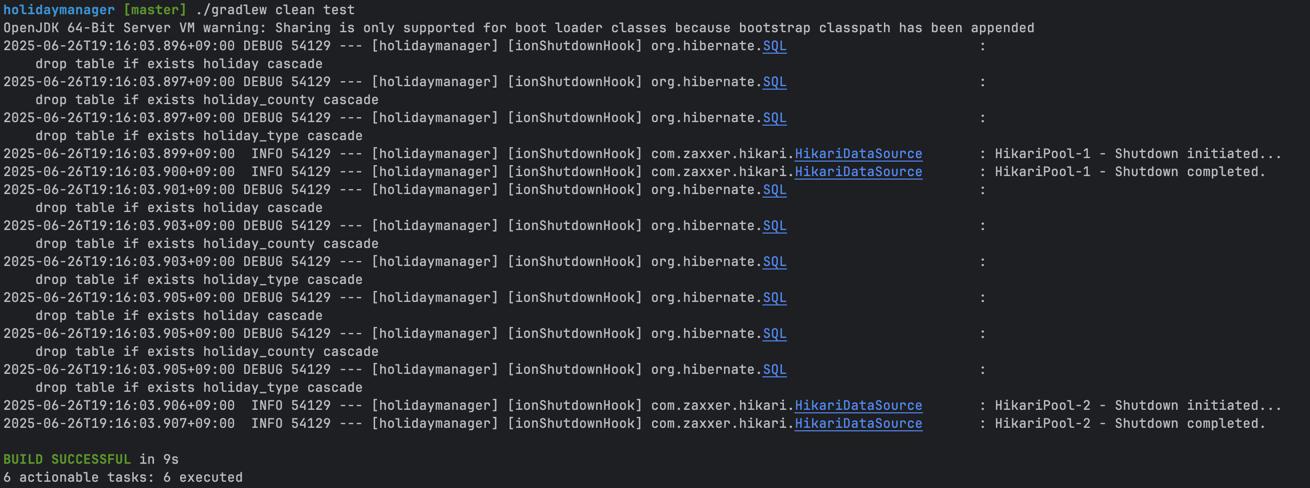 holidaymanager [master] ./gradlew clean test
OpenJDK 64-Bit Server VM warning: Sharing is only supported for boot loader classes because bootstrap classpath has been appended
2025-06-26T19:16:03.896+09:00 DEBUG 54129 --- [holidaymanager] [ionShutdownHook] org.hibernate.SQL                        :
    drop table if exists holiday cascade
2025-06-26T19:16:03.897+09:00 DEBUG 54129 --- [holidaymanager] [ionShutdownHook] org.hibernate.SQL                        :
    drop table if exists holiday_county cascade
2025-06-26T19:16:03.897+09:00 DEBUG 54129 --- [holidaymanager] [ionShutdownHook] org.hibernate.SQL                        :
    drop table if exists holiday_type cascade
2025-06-26T19:16:03.899+09:00  INFO 54129 --- [holidaymanager] [ionShutdownHook] com.zaxxer.hikari.HikariDataSource       : HikariPool-1 - Shutdown initiated...
2025-06-26T19:16:03.900+09:00  INFO 54129 --- [holidaymanager] [ionShutdownHook] com.zaxxer.hikari.HikariDataSource       : HikariPool-1 - Shutdown completed.
2025-06-26T19:16:03.901+09:00 DEBUG 54129 --- [holidaymanager] [ionShutdownHook] org.hibernate.SQL                        :
    drop table if exists holiday cascade
2025-06-26T19:16:03.903+09:00 DEBUG 54129 --- [holidaymanager] [ionShutdownHook] org.hibernate.SQL                        :
    drop table if exists holiday_county cascade
2025-06-26T19:16:03.903+09:00 DEBUG 54129 --- [holidaymanager] [ionShutdownHook] org.hibernate.SQL                        :
    drop table if exists holiday_type cascade
2025-06-26T19:16:03.905+09:00 DEBUG 54129 --- [holidaymanager] [ionShutdownHook] org.hibernate.SQL                        :
    drop table if exists holiday cascade
2025-06-26T19:16:03.905+09:00 DEBUG 54129 --- [holidaymanager] [ionShutdownHook] org.hibernate.SQL                        :
    drop table if exists holiday_county cascade
2025-06-26T19:16:03.905+09:00 DEBUG 54129 --- [holidaymanager] [ionShutdownHook] org.hibernate.SQL                        :
    drop table if exists holiday_type cascade
2025-06-26T19:16:03.906+09:00  INFO 54129 --- [holidaymanager] [ionShutdownHook] com.zaxxer.hikari.HikariDataSource       : HikariPool-2 - Shutdown initiated...
2025-06-26T19:16:03.907+09:00  INFO 54129 --- [holidaymanager] [ionShutdownHook] com.zaxxer.hikari.HikariDataSource       : HikariPool-2 - Shutdown completed.
BUILD SUCCESSFUL in 9s
6 actionable tasks: 6 executed